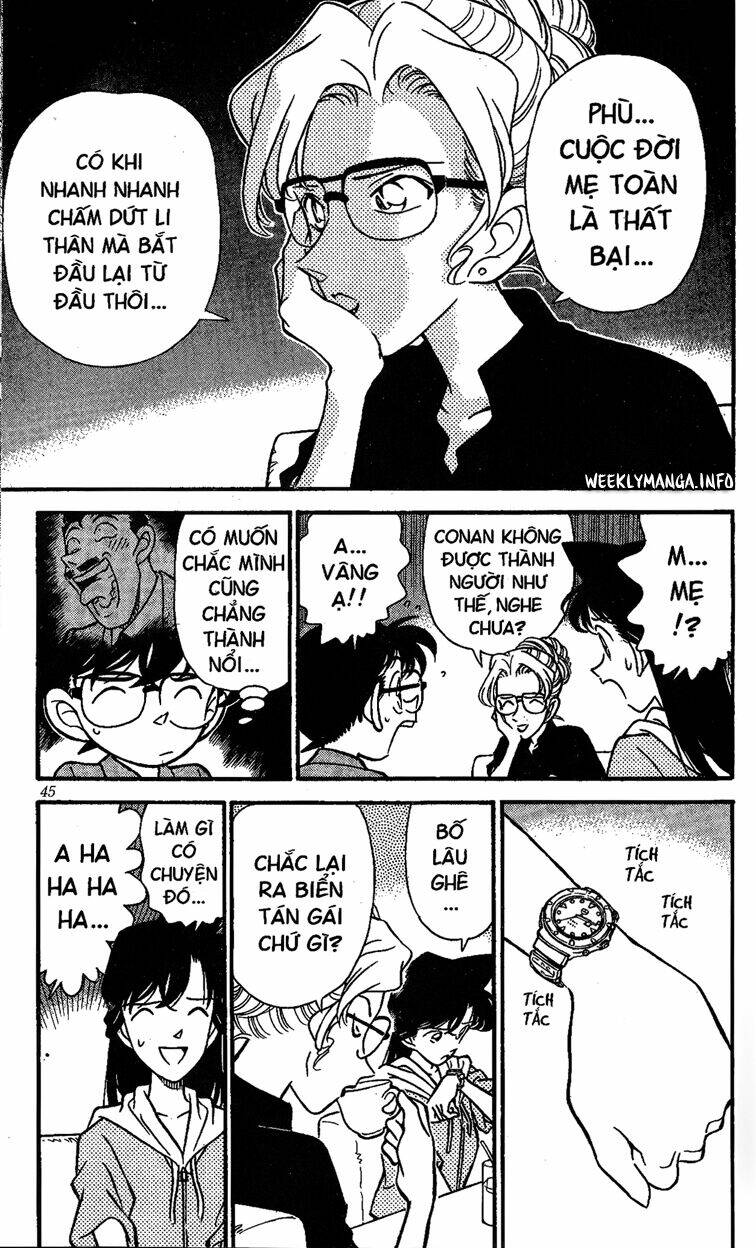 PHÙ...
CUỘC ĐỜI
MẸ TOÀN
LÀ THẤT
BẠI...
CÓ KHI
NHANH NHANH
CHẤM DỨT LI
THÂN MÀ BẮT
ĐẦU LẠI TỪ
ĐẦU THÔI...
WEEKLYMANGA.INFO
M...
MẸ
!?
CONAN KHÔNG
ĐƯỢC THÀNH
NGƯỜI NHƯ
THẾ, NGHE
CHƯA?
A...
VÂNG
Ạ!!
CÓ MUỐN
CHẮC MÌNH
CŨNG
CHẲNG
THÀNH
NỔI...
45
TÍCH
TẮC
TÍCH
TẮC
TÍCH
TẮC
BỐ
LÂU
GHÊ
...
CHẮC LẠI
RA BIỂN
TÁN GÁI
CHỨ GÌ?
LÀM GÌ
CÓ
CHUYỆN
ĐÓ...
A HA
HA HA
HA...